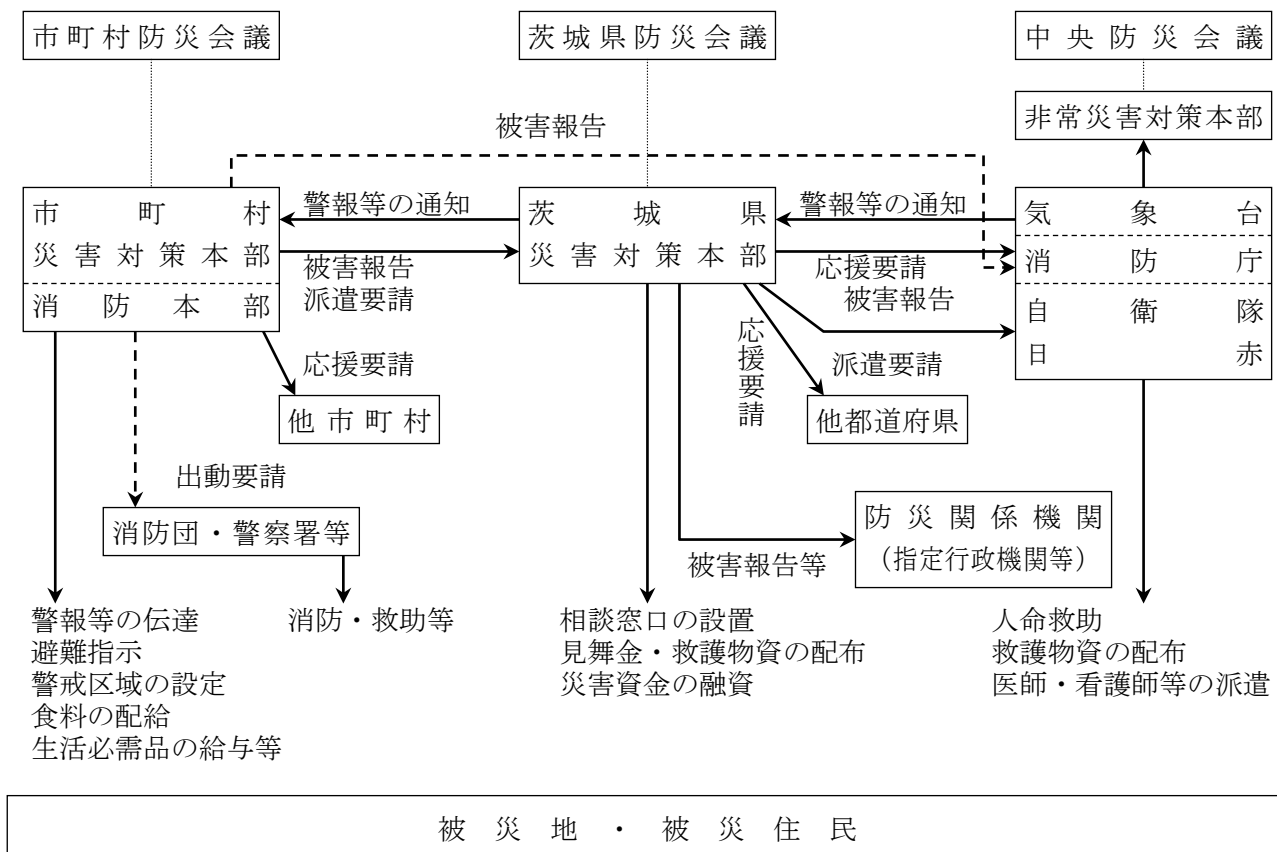 市町村防災会議
茨城県防災会議
中央防災会議
非常災害対策本部
被害報告
市町村
災害対策本部
消防本部
警報等の通知
被害報告
派遣要請
茨城県
災害対策本部
警報等の通知
応援要請
被害報告
気象台
消防庁
自衛隊
日赤
応援要請
他市町村
応援要請
派遣要請
他都道府県
出動要請
消防団・警察署等
防災関係機関
（指定行政機関等）
被害報告等
警報等の伝達
避難指示
警戒区域の設定
食料の配給
生活必需品の給与等
消防・救助等
相談窓口の設置
見舞金・救護物資の配布
災害資金の融資
人命救助
救護物資の配布
医師・看護師等の派遣
被災地・被災住民